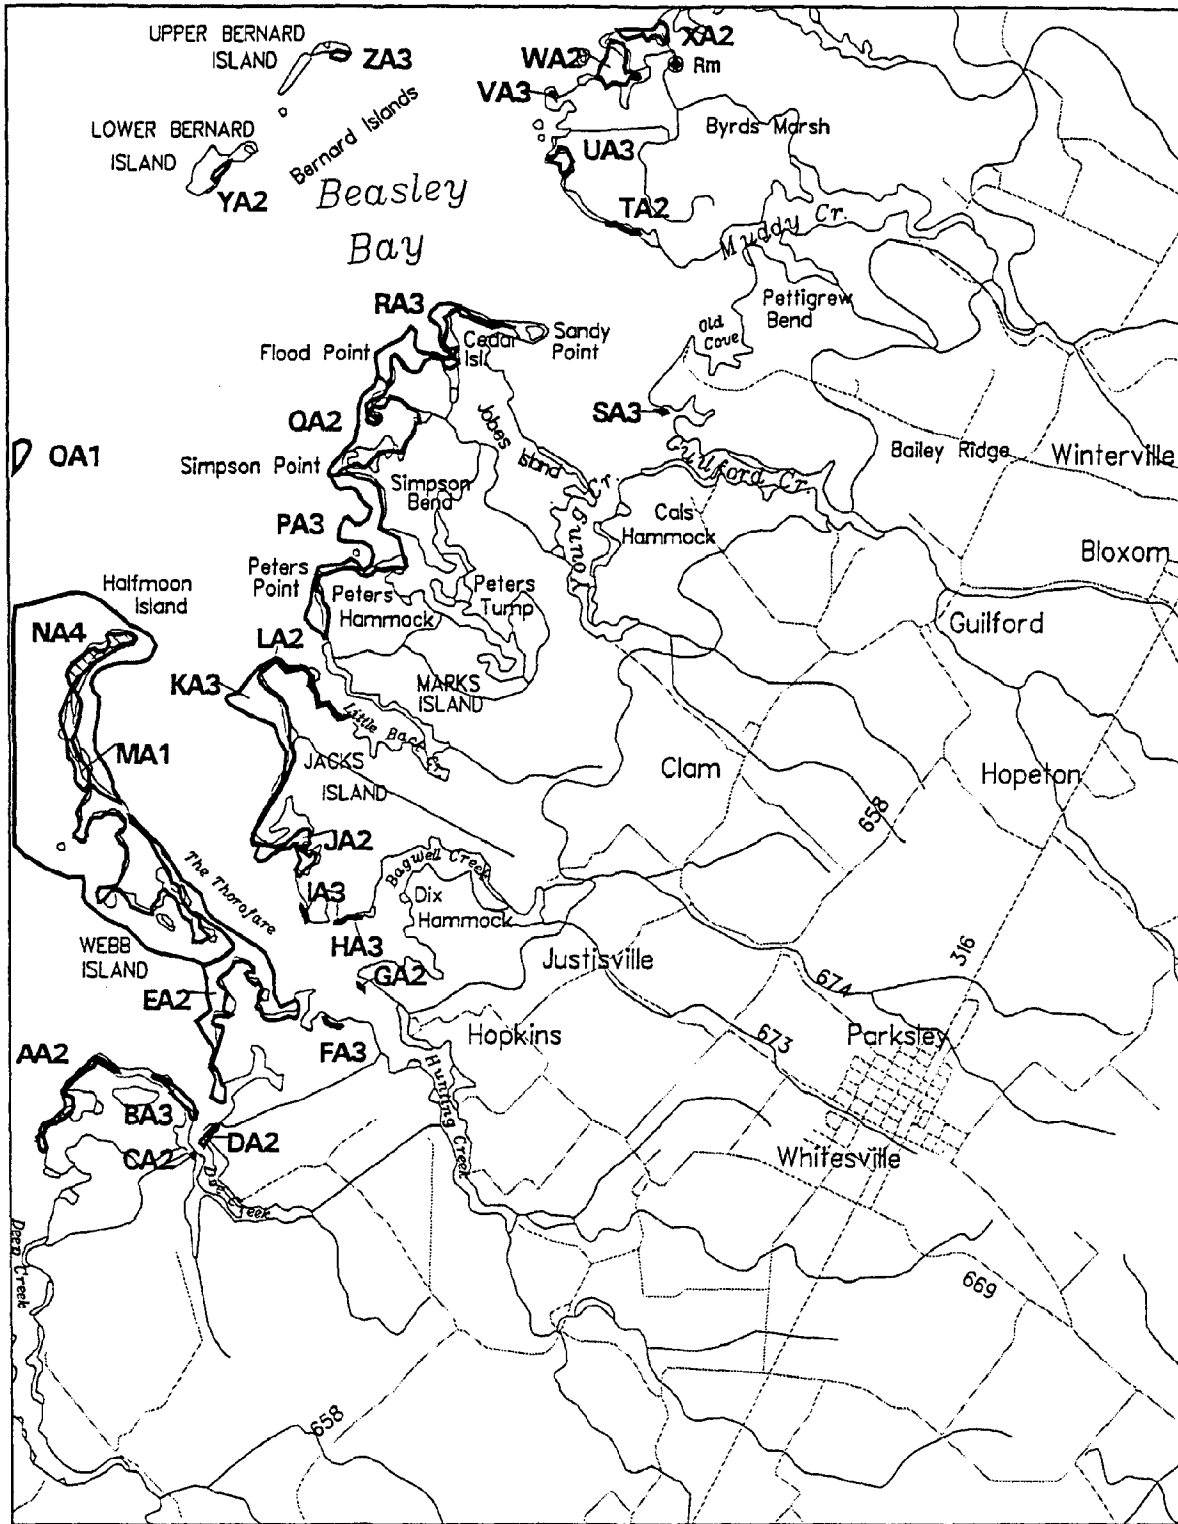 UPPER BERNARD
ISLAND
ZA3
XA2
WA2
Rm
VA3
Bernard Islands
Byrds Marsh
LOWER BERNARD
ISLAND
UA3
YA2
Beasley
Bay
TA2
Muddy Cr.
RA3
Pettigrew
Bend
Old
Cove
Flood Point
Cedar
Isl.
Sandy
Point
QA2
Jobes
Island
SA3
OA1
Simpson Point
Bailey Ridge
Winterville
Simpson
Bend
Guilford Cr.
Young Cr.
Cals
Hammock
PA3
Bloxom
Peters
Point
Halfmoon
Island
Peters
Hammock
Peters
Tump
Guilford
NA4
LA2
KA3
MARKS
ISLAND
Little Back Cr.
MA1
JACKS
ISLAND
Clam
Hopeton
658
JA2
The Thorofare
Bagwell Creek
IA3
Dix
Hammock
HA3
WEBB
ISLAND
Justisville
316
GA2
674
EA2
Hopkins
673
Parksley
FA3
AA2
Hunting Creek
BA3
DA2
CA2
Whitesville
Deep Creek
669
658